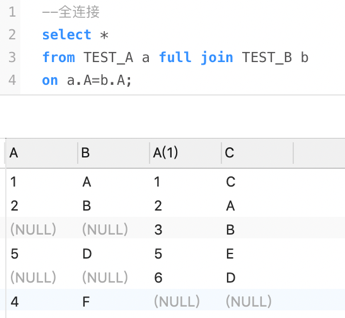 1 --全连接
2 select *
3 from TEST_A a full join TEST_B b
4 on a.A=b.A;
A B A(1) C
1 A 1 C
2 B 2 A
(NULL) (NULL) 3 B
5 D 5 E
(NULL) (NULL) 6 D
4 F (NULL) (NULL)